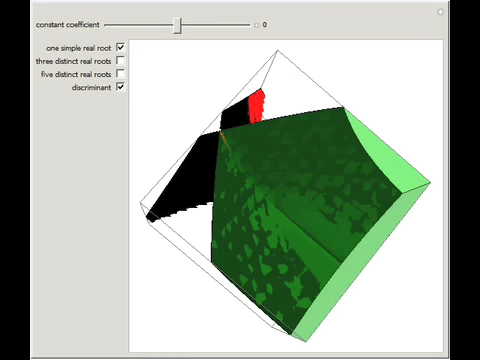 constant coefficient 0
one simple real root
three distinct real roots
five distinct real roots
discriminant